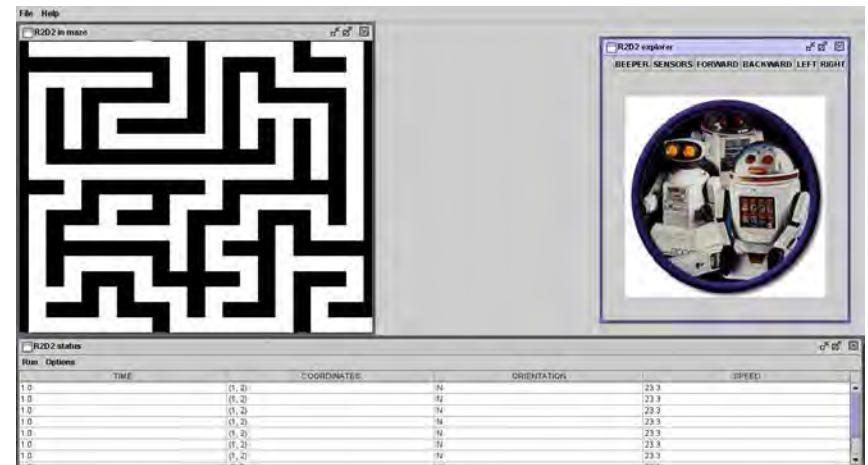 File Help
R2D2 in maze
R2D2 explorer
BEEPER SENSORS FORWARD BACKWARD LEFT RIGHT
R2D2 status
Run Options
TIME COORDINATES ORIENTATION SPEED
1.0 (1, 2) N 23.3
1.0 (1, 2) N 23.3
1.0 (1, 2) N 23.3
1.0 (1, 2) N 23.3
1.0 (1, 2) N 23.3
1.0 (1, 2) N 23.3
1.0 (1, 2) N 23.3